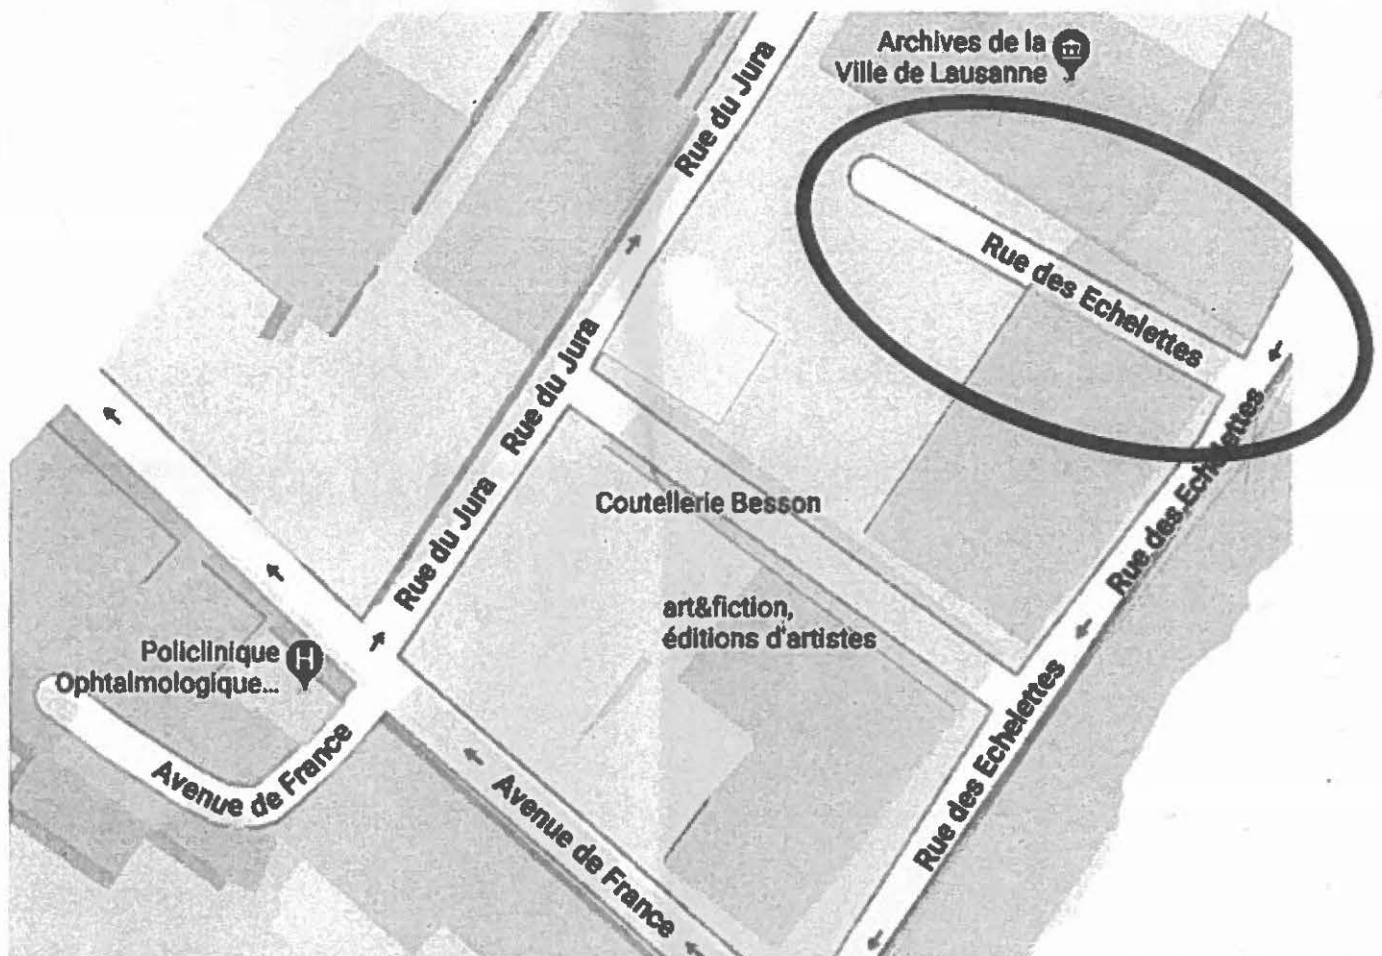 Archives de la
Ville de Lausanne
Rue du Jura
Rue des Echelettes
Rue du Jura
Rue des Echelettes
Coutellerie Besson
Rue du Jura
art&fiction,
éditions d'artistes
Policlinique
Ophtalmologique...
H
Rue des Echelettes
Avenue de France
Avenue de France